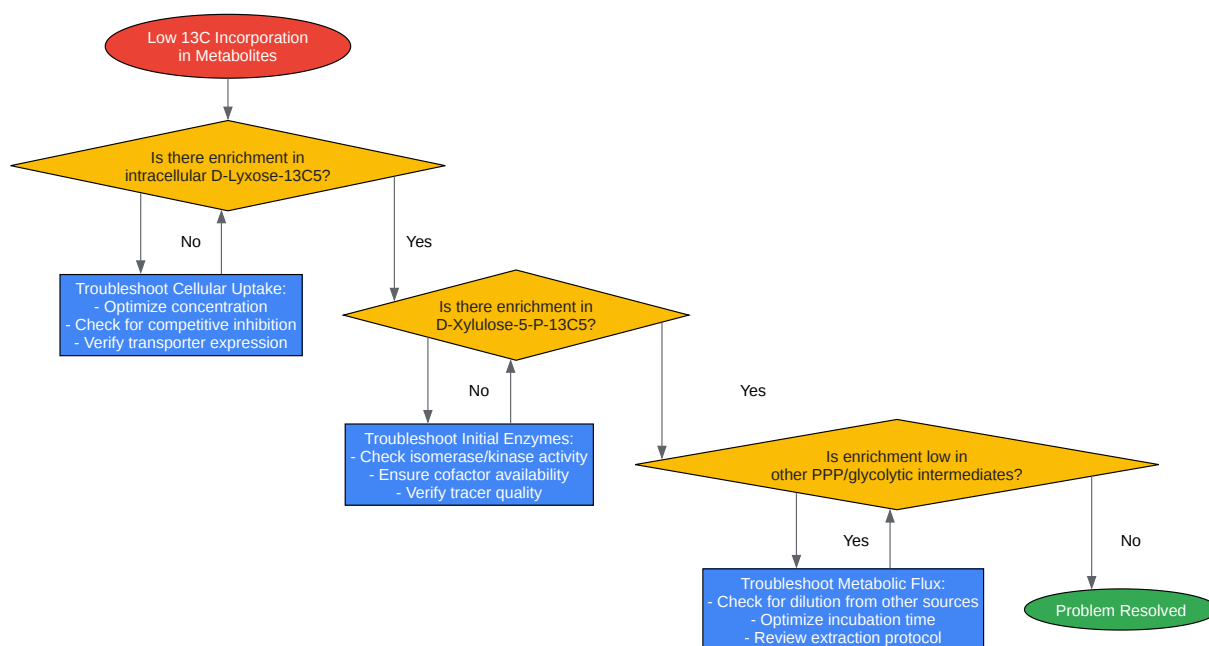 Low 13C Incorporation
in Metabolites
Is there enrichment in
intracellular D-Lyxose-13C5?
No
Yes
Troubleshoot Cellular Uptake:
- Optimize concentration
- Check for competitive inhibition
- Verify transporter expression
Is there enrichment in
D-Xylulose-5-P-13C5?
No
Yes
Troubleshoot Initial Enzymes:
- Check isomerase/kinase activity
- Ensure cofactor availability
- Verify tracer quality
Is enrichment low in
other PPP/glycolytic intermediates?
Yes
No
Troubleshoot Metabolic Flux:
- Check for dilution from other sources
- Optimize incubation time
- Review extraction protocol
Problem Resolved